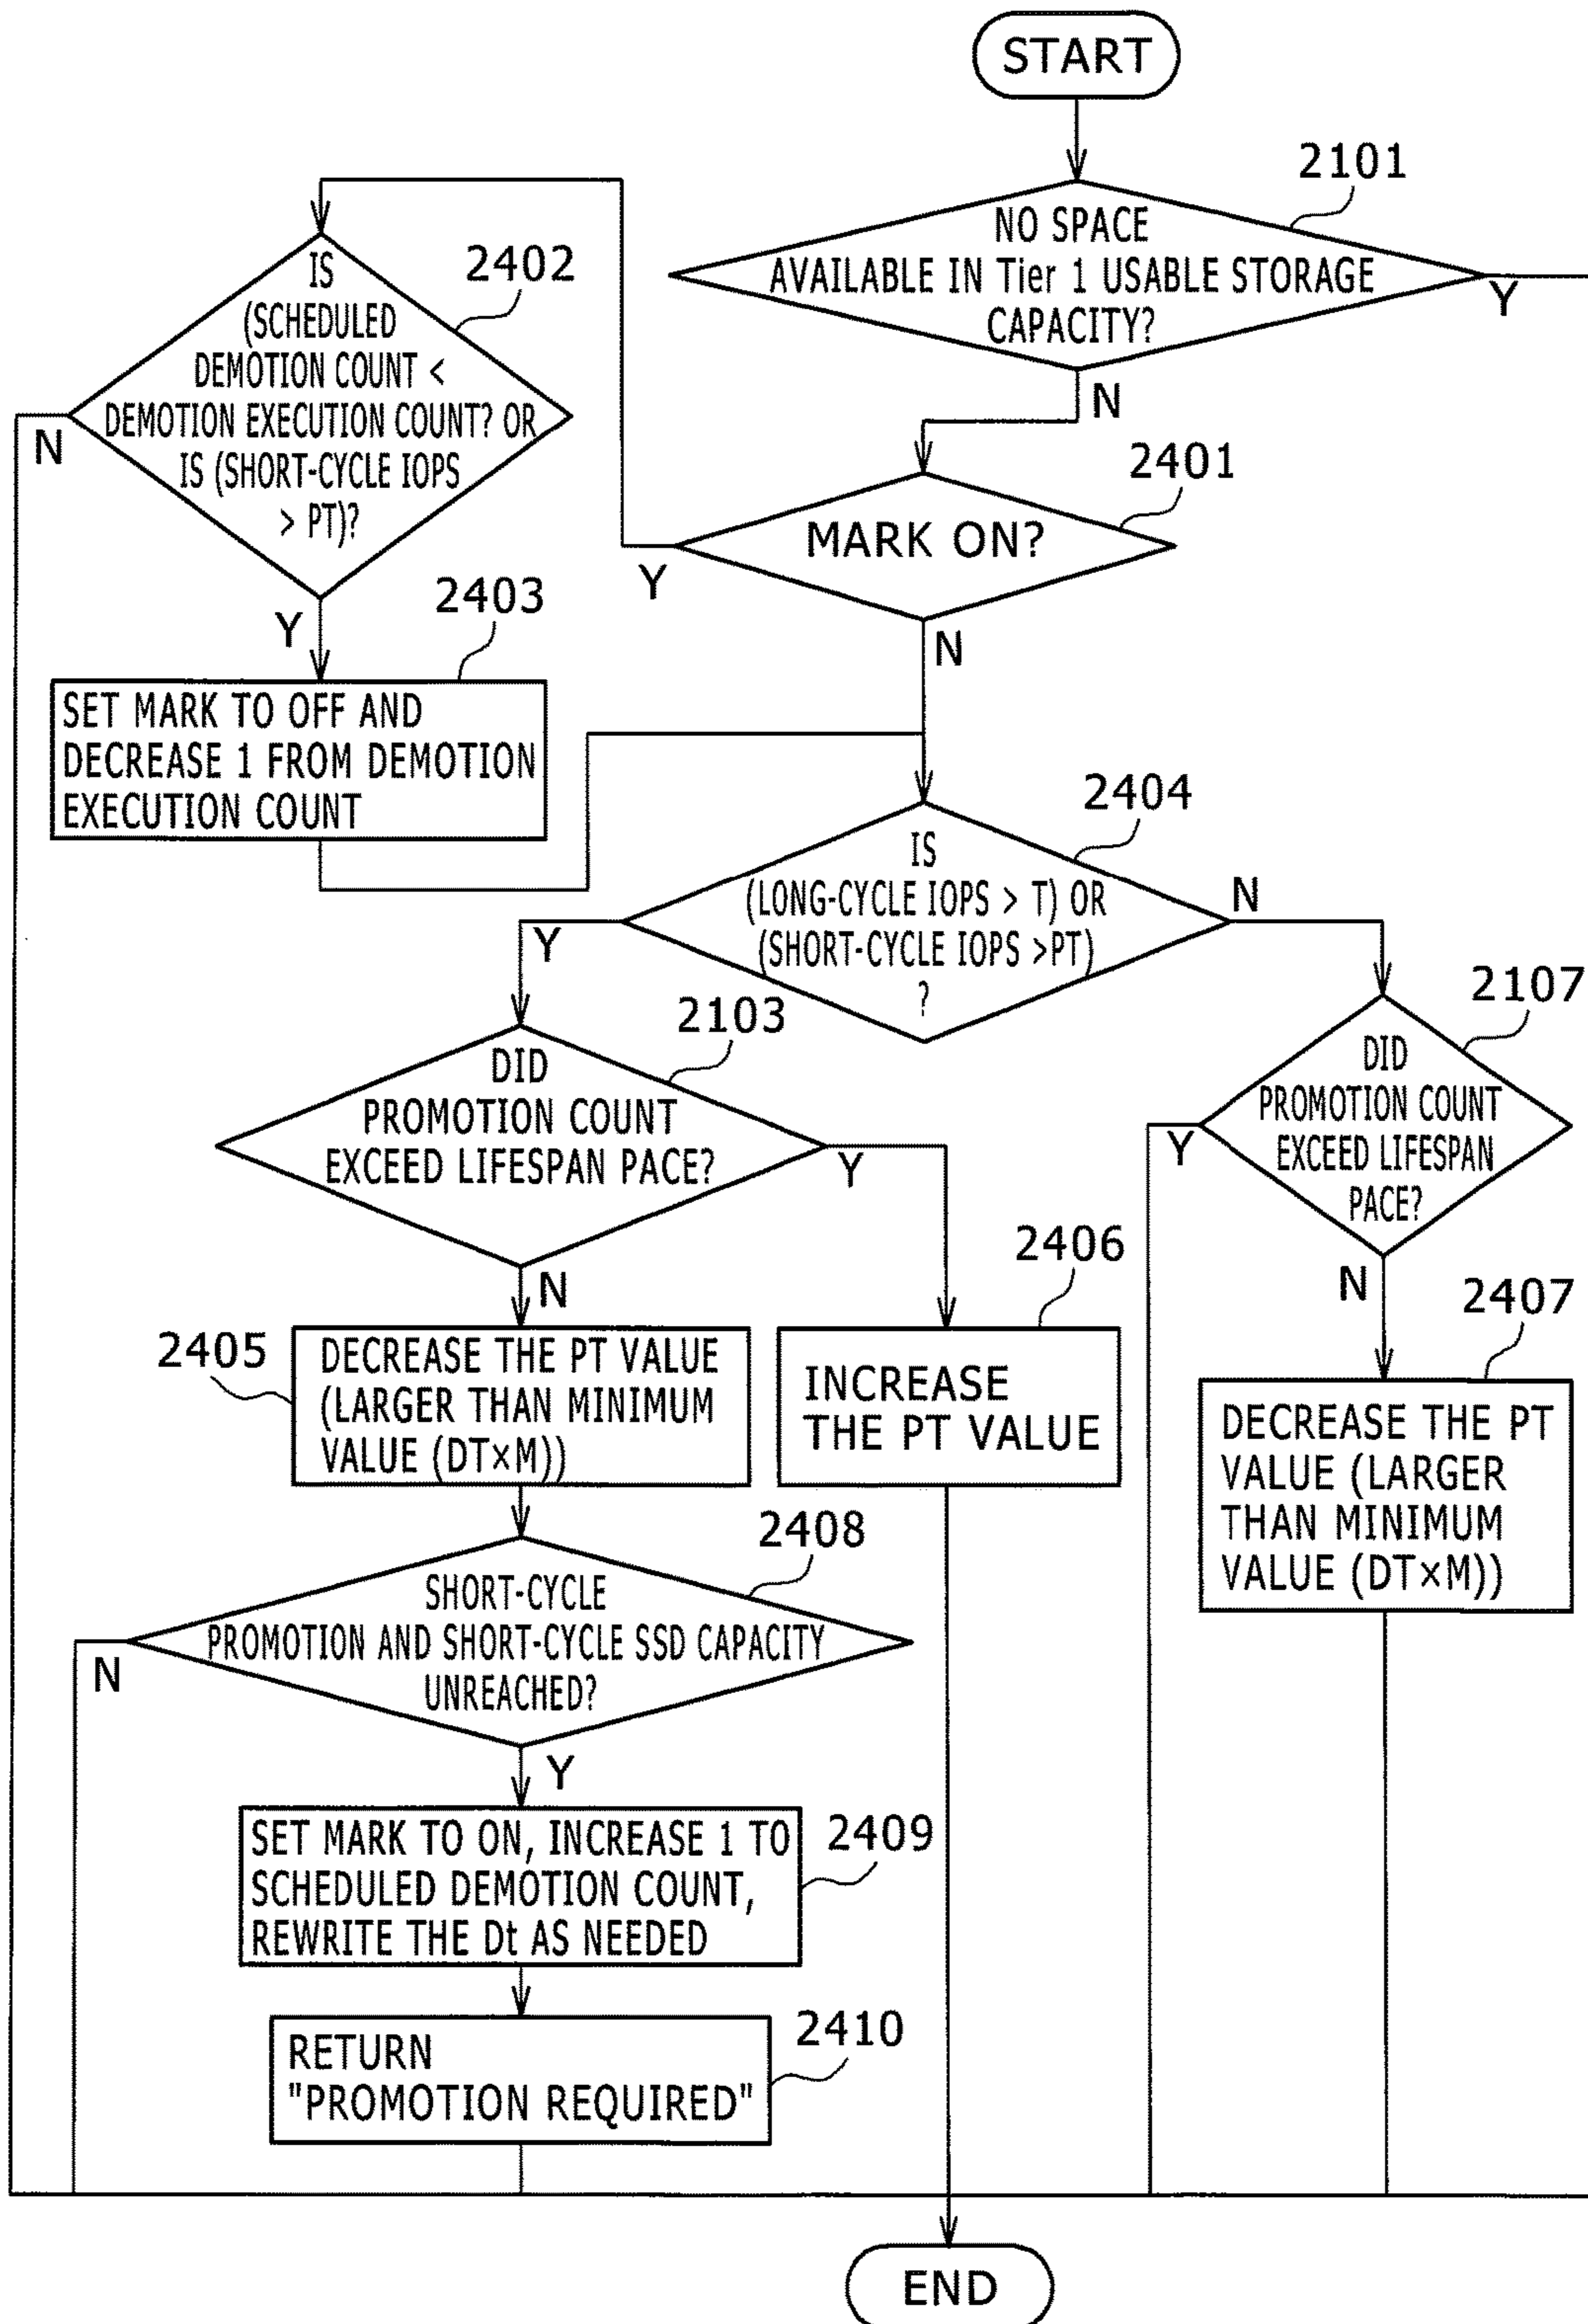 START
2101
NO SPACE
AVAILABLE IN Tier 1 USABLE STORAGE
CAPACITY?
Y
N
2402
IS
(SCHEDULED
DEMOTION COUNT <
DEMOTION EXECUTION COUNT? OR
IS (SHORT-CYCLE IOPS
> PT)?
N
Y
2401
MARK ON?
Y
N
2403
SET MARK TO OFF AND
DECREASE 1 FROM DEMOTION
EXECUTION COUNT
2404
IS
(LONG-CYCLE IOPS > T) OR
(SHORT-CYCLE IOPS >PT)
?
Y
N
2103
DID
PROMOTION COUNT
EXCEED LIFESPAN PACE?
Y
N
2107
DID
PROMOTION COUNT
EXCEED LIFESPAN
PACE?
Y
N
2405
DECREASE THE PT VALUE
(LARGER THAN MINIMUM
VALUE (DT×M))
2406
INCREASE
THE PT VALUE
2407
DECREASE THE PT
VALUE (LARGER
THAN MINIMUM
VALUE (DT×M))
2408
SHORT-CYCLE
PROMOTION AND SHORT-CYCLE SSD CAPACITY
UNREACHED?
N
Y
2409
SET MARK TO ON, INCREASE 1 TO
SCHEDULED DEMOTION COUNT,
REWRITE THE Dt AS NEEDED
2410
RETURN
"PROMOTION REQUIRED"
END